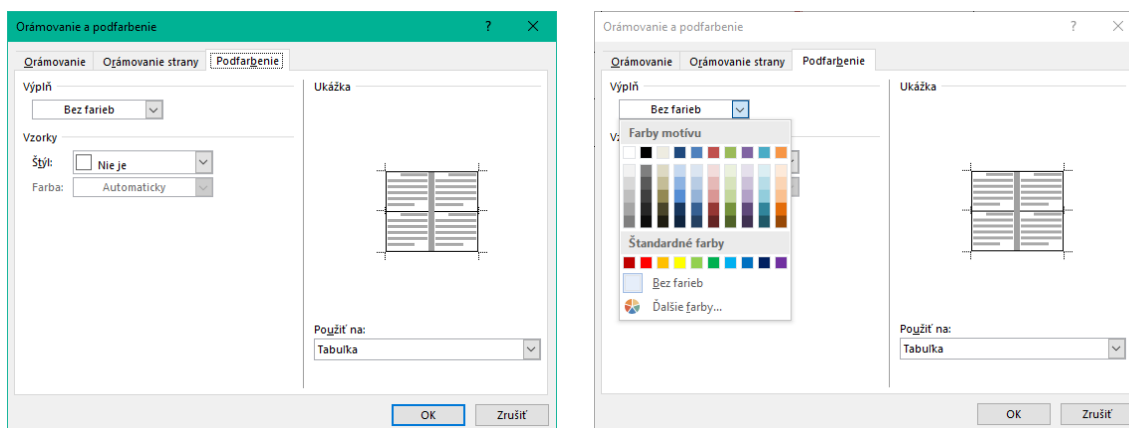 Orámovanie a podfarbenie ?
Orámovanie Orámovanie strany Podfarbenie
Výplň
Bez farieb
Vzorky
Štýl: Nie je
Farba: Automaticky
Ukážka
Použiť na:
Tabuľka
OK Zrušiť
Orámovanie a podfarbenie ?
Orámovanie Orámovanie strany Podfarbenie
Výplň
Bez farieb
Farby motívu
Štandardné farby
Bez farieb
Ďalšie farby...
Ukážka
Použiť na:
Tabuľka
OK Zrušiť